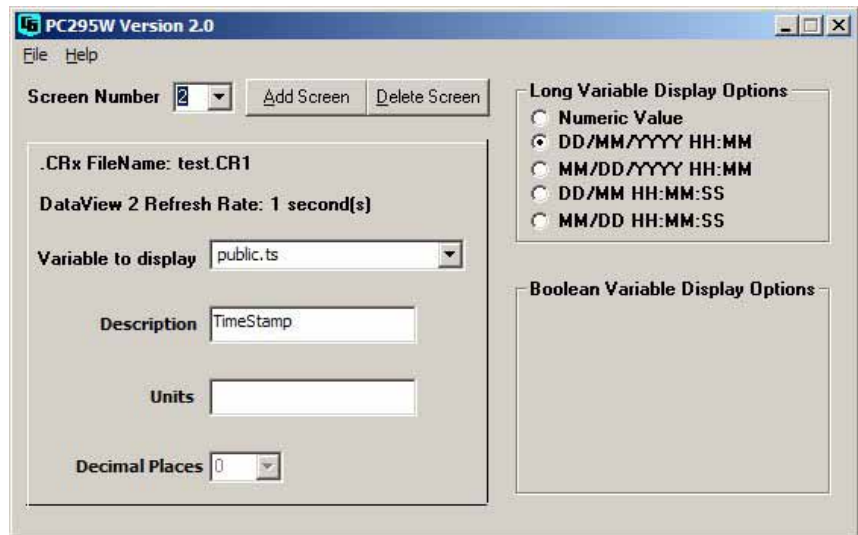 PC295W Version 2.0
File Help
Screen Number 2 Add Screen Delete Screen
.CRx FileName: test.CR1
DataView 2 Refresh Rate: 1 second(s)
Variable to display public.ts
Description TimeStamp
Units
Decimal Places 0
Long Variable Display Options
Numeric Value
DD/MM/YYYY HH:MM
MM/DD/YYYY HH:MM
DD/MM HH:MM:SS
MM/DD HH:MM:SS
Boolean Variable Display Options